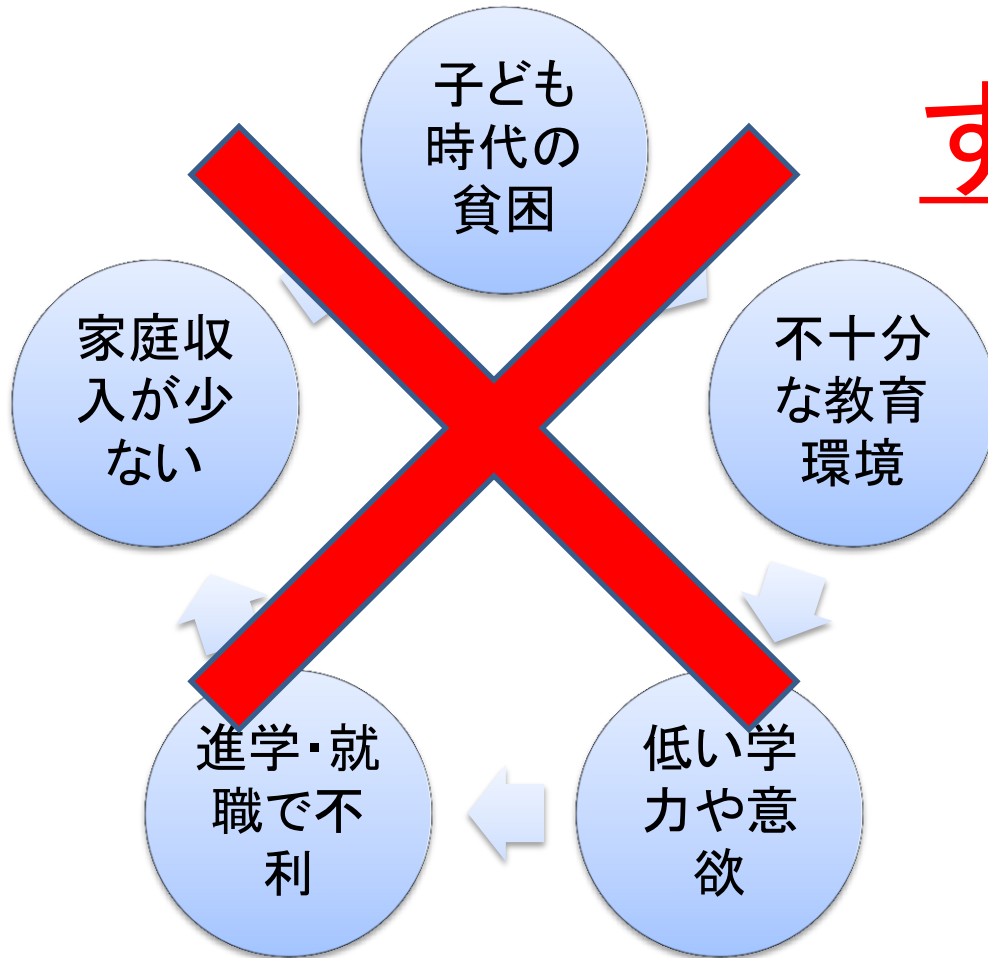 子ども
時代の
貧困
す
不十分
な教育
環境
低い学
力や意
欲
進学・就
職で不
利
家庭収
入が少
ない